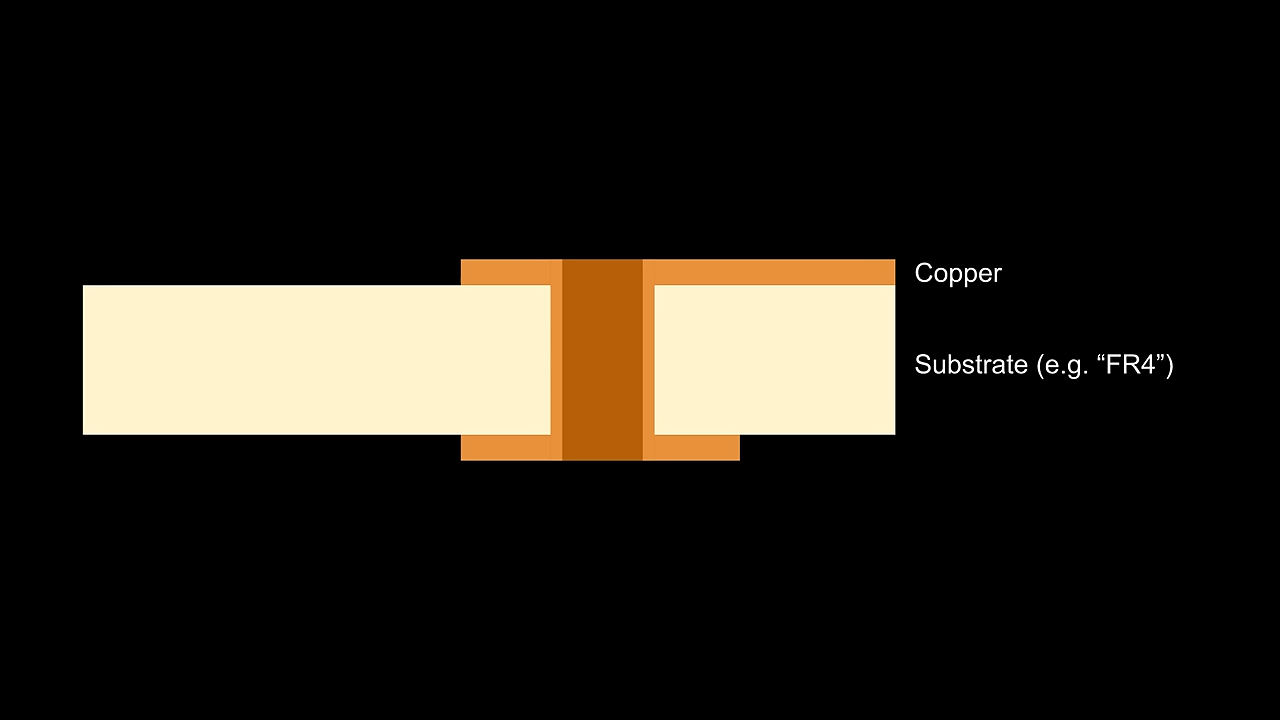 Copper
Substrate (e.g. “FR4”)